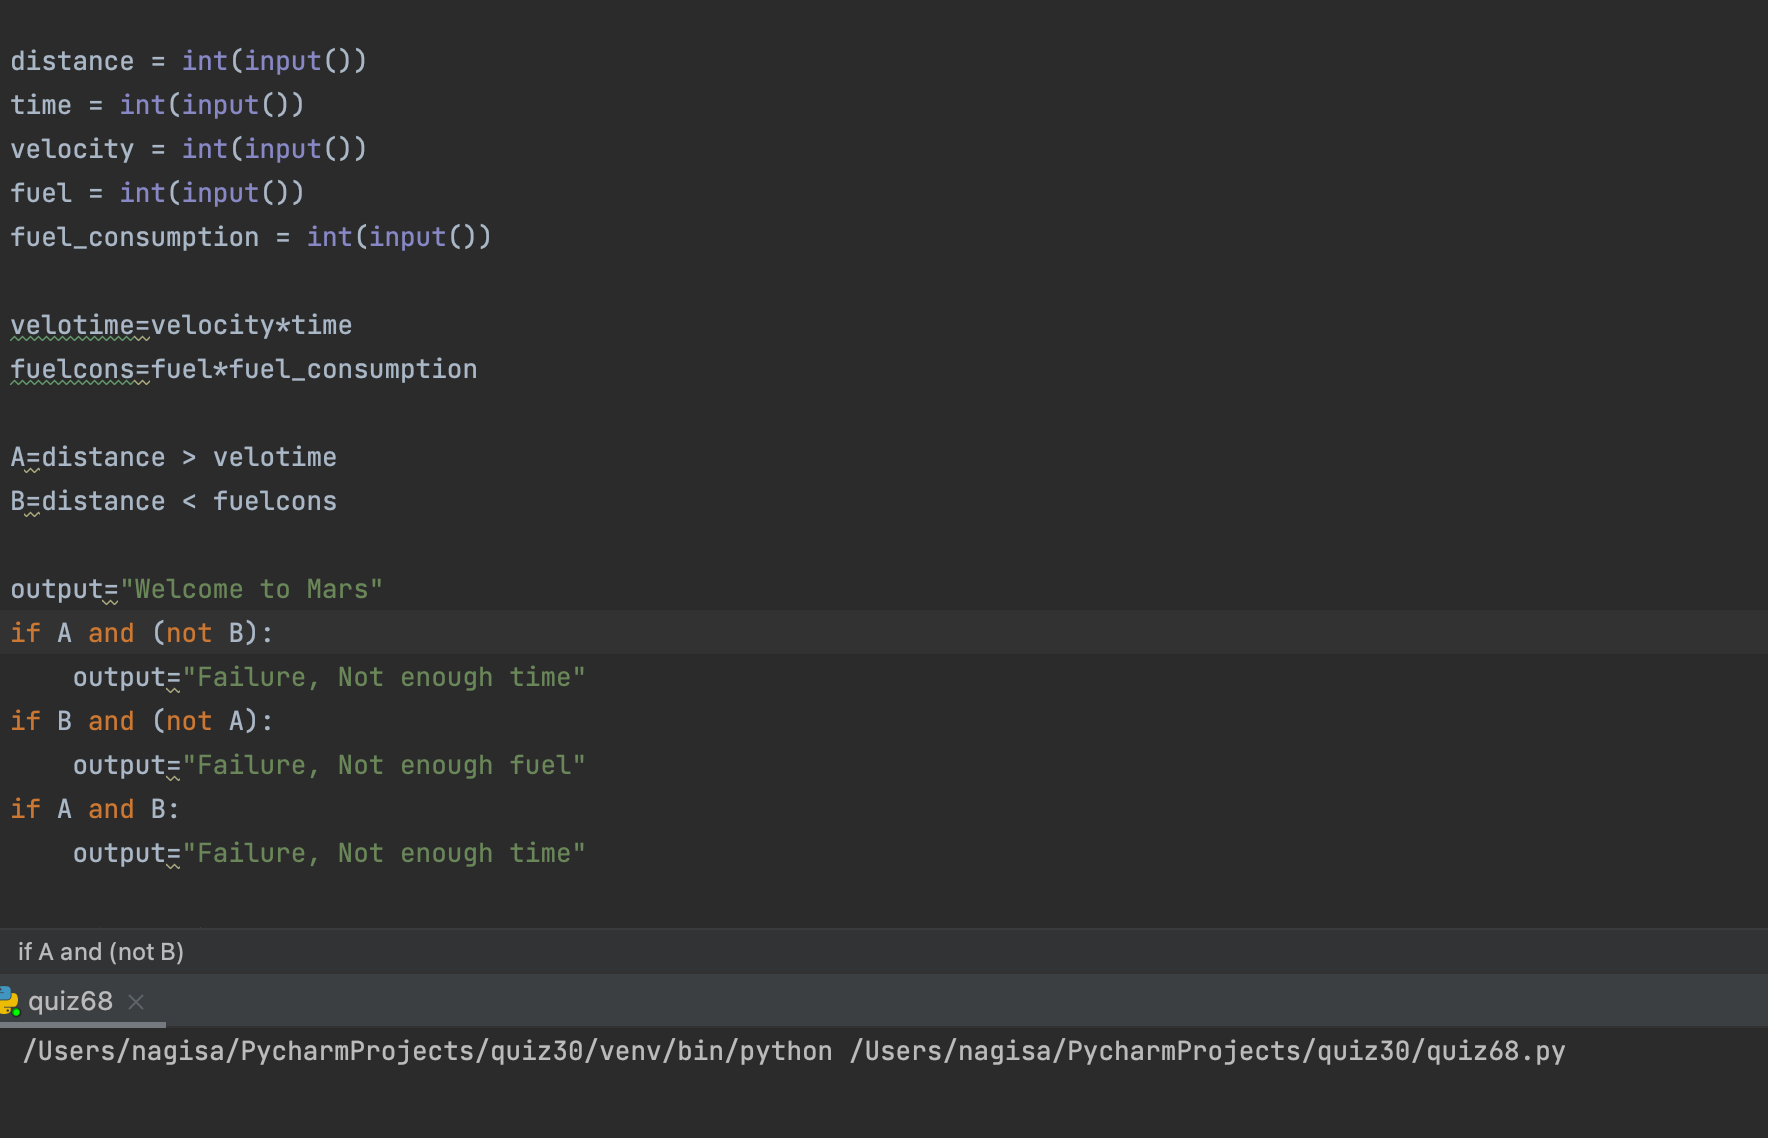 distance = int(input())
time = int(input())
velocity = int(input())
fuel = int(input())
fuel_consumption = int(input())
velotime=velocity*time
fuelcons=fuel*fuel_consumption
A=distance > velotime
B=distance < fuelcons
output="Welcome to Mars"
if A and (not B):
    output="Failure, Not enough time"
if B and (not A):
    output="Failure, Not enough fuel"
if A and B:
    output="Failure, Not enough time"
if A and (not B)
quiz68
/Users/nagisa/PycharmProjects/quiz30/venv/bin/python /Users/nagisa/PycharmProjects/quiz30/quiz68.py